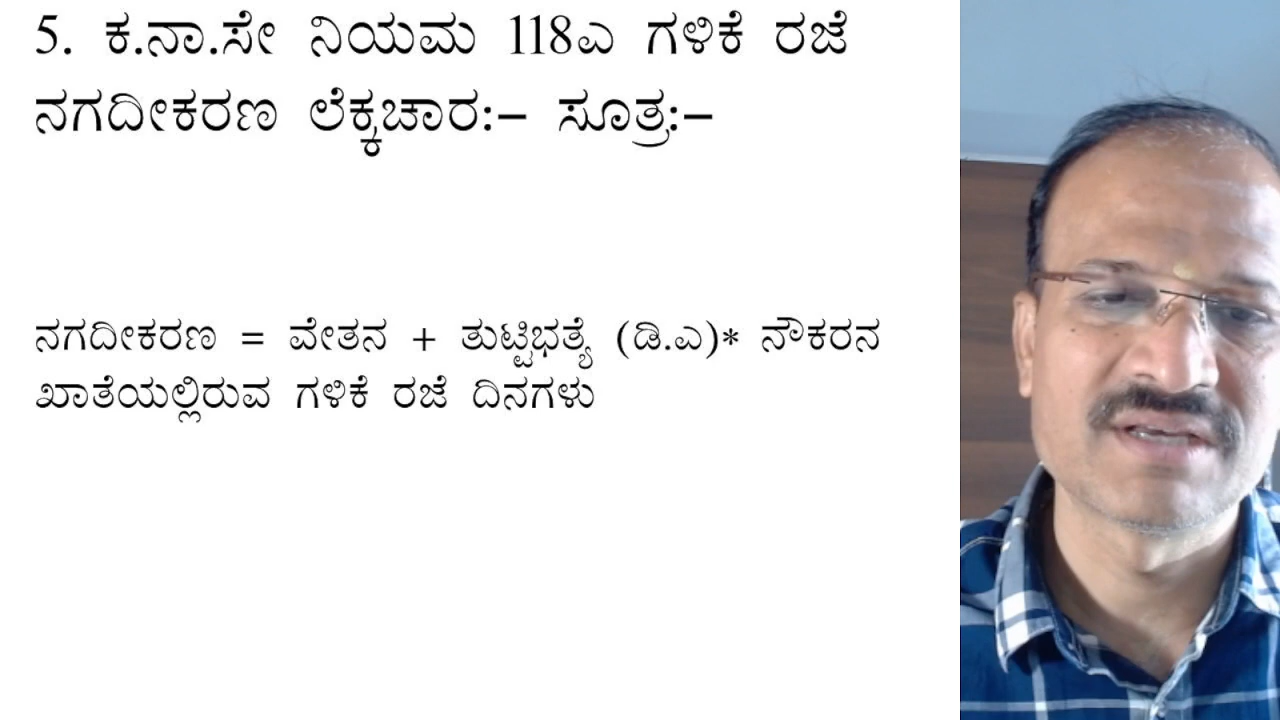 5. ಕ.ನಾ.ಸೇ ನಿಯಮ 118ಎ ಗಳಿಕೆ ರಜೆ
ನಗದೀಕರಣ ಲೆಕ್ಕಚಾರ:– ಸೂತ್ರ:–
ನಗದೀಕರಣ = ವೇತನ + ತುಟ್ಟಿಭತ್ಯೆ (ಡಿ.ಎ)* ನೌಕರನ
ಖಾತೆಯಲ್ಲಿರುವ ಗಳಿಕೆ ರಜೆ ದಿನಗಳು